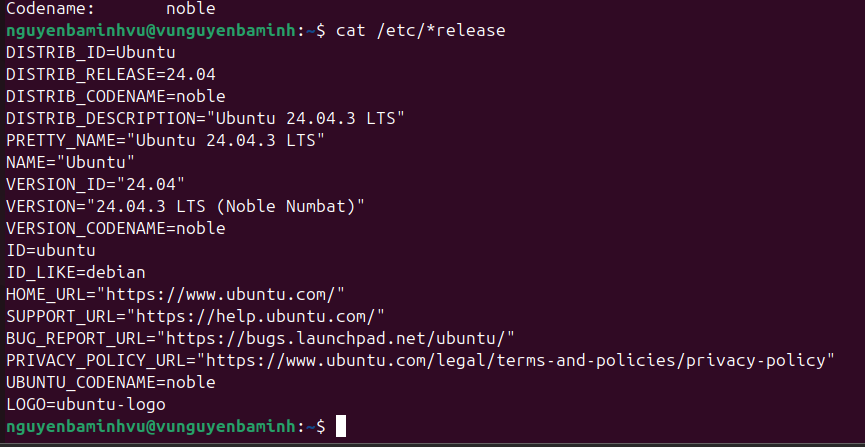 Codename:       noble
nguyenbaminhvu@vunguyenbaminh:~$ cat /etc/*release
DISTRIB_ID=Ubuntu
DISTRIB_RELEASE=24.04
DISTRIB_CODENAME=noble
DISTRIB_DESCRIPTION="Ubuntu 24.04.3 LTS"
PRETTY_NAME="Ubuntu 24.04.3 LTS"
NAME="Ubuntu"
VERSION_ID="24.04"
VERSION="24.04.3 LTS (Noble Numbat)"
VERSION_CODENAME=noble
ID=ubuntu
ID_LIKE=debian
HOME_URL="https://www.ubuntu.com/"
SUPPORT_URL="https://help.ubuntu.com/"
BUG_REPORT_URL="https://bugs.launchpad.net/ubuntu/"
PRIVACY_POLICY_URL="https://www.ubuntu.com/legal/terms-and-policies/privacy-policy"
UBUNTU_CODENAME=noble
LOGO=ubuntu-logo
nguyenbaminhvu@vunguyenbaminh:~$